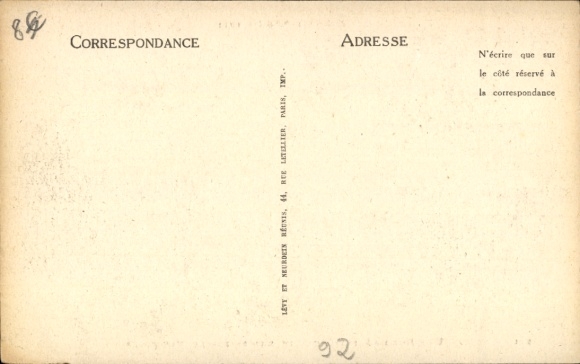 CORRESPONDANCE
ADRESSE
N'écrire que sur
le côté réservé à
la correspondance
LÉVY ET NEURDEIN RÉUNIS, 44, RUE LETELLIER, PARIS, IMP.
92